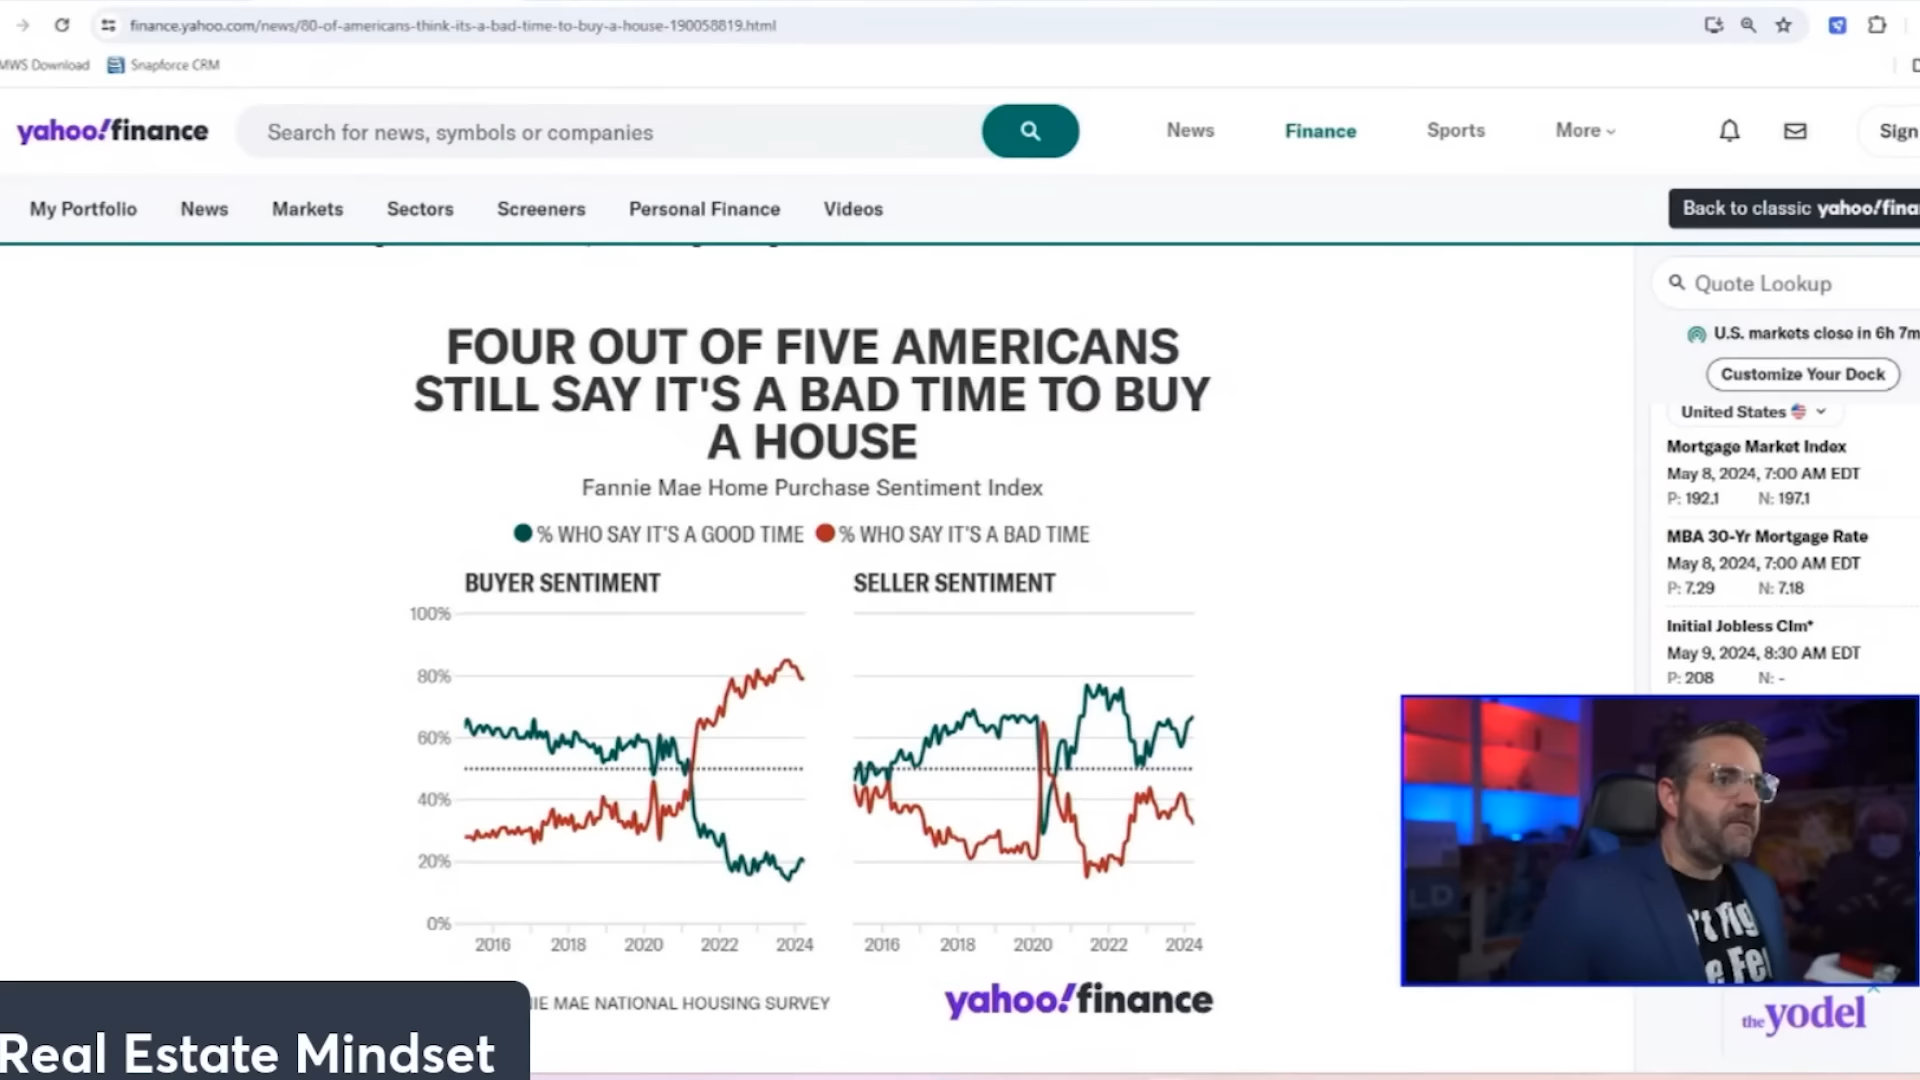 finance.yahoo.com/news/80-of-americans-think-its-a-bad-time-to-buy-a-house-190058819.html
MWS Download Snapforce CRM
yahoo!finance Search for news, symbols or companies News Finance Sports More Sign
My Portfolio News Markets Sectors Screeners Personal Finance Videos Back to classic yahoo!fina
Quote Lookup
U.S. markets close in 6h 7m
Customize Your Dock
United States
Mortgage Market Index
May 8, 2024, 7:00 AM EDT
P: 192.1 N: 197.1
MBA 30-Yr Mortgage Rate
May 8, 2024, 7:00 AM EDT
P: 7.29 N: 7.18
Initial Jobless Clm*
May 9, 2024, 8:30 AM EDT
P: 208 N: -
FOUR OUT OF FIVE AMERICANS
STILL SAY IT'S A BAD TIME TO BUY
A HOUSE
Fannie Mae Home Purchase Sentiment Index
% WHO SAY IT'S A GOOD TIME % WHO SAY IT'S A BAD TIME
BUYER SENTIMENT SELLER SENTIMENT
100%
80%
60%
40%
20%
0%
2016 2018 2020 2022 2024 2016 2018 2020 2022 2024
NIE MAE NATIONAL HOUSING SURVEY yahoo!finance
the yodel
Real Estate Mindset